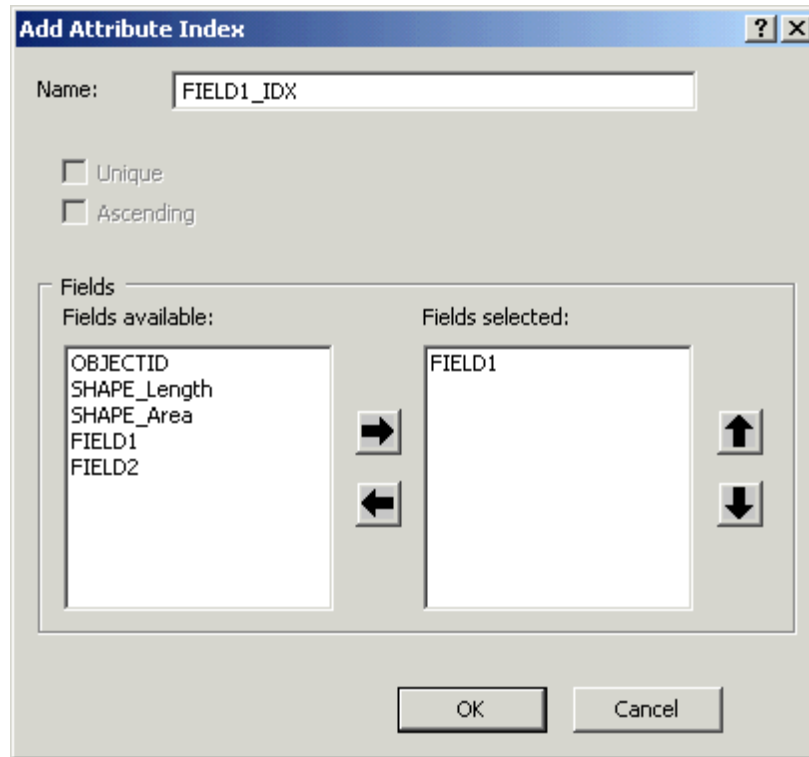 Add Attribute Index
Name: FIELD1_IDX
Unique
Ascending
Fields
Fields available:
OBJECTID
SHAPE_Length
SHAPE_Area
FIELD1
FIELD2
Fields selected:
FIELD1
OK Cancel